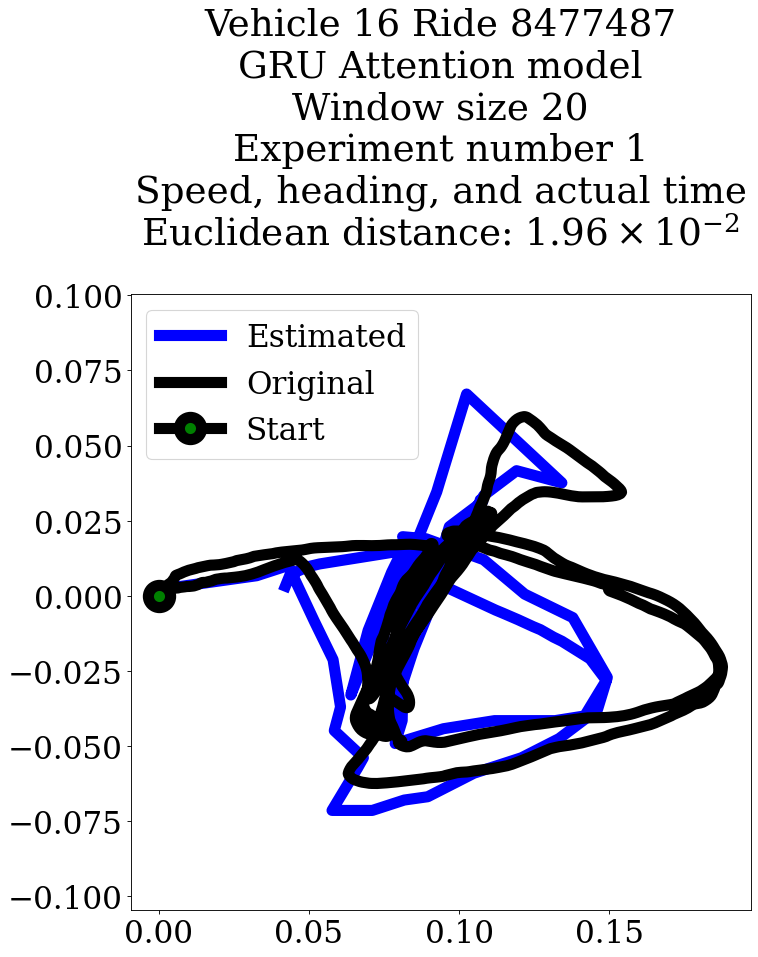 Vehicle 16 Ride 8477487
GRU Attention model
Window size 20
Experiment number 1
Speed, heading, and actual time
Euclidean distance: 1.96 × 10⁻²
0.100
Estimated
0.075
Original
Start
0.050
0.025
0.000
−0.025
−0.050
−0.075
−0.100
0.00 0.05 0.10 0.15